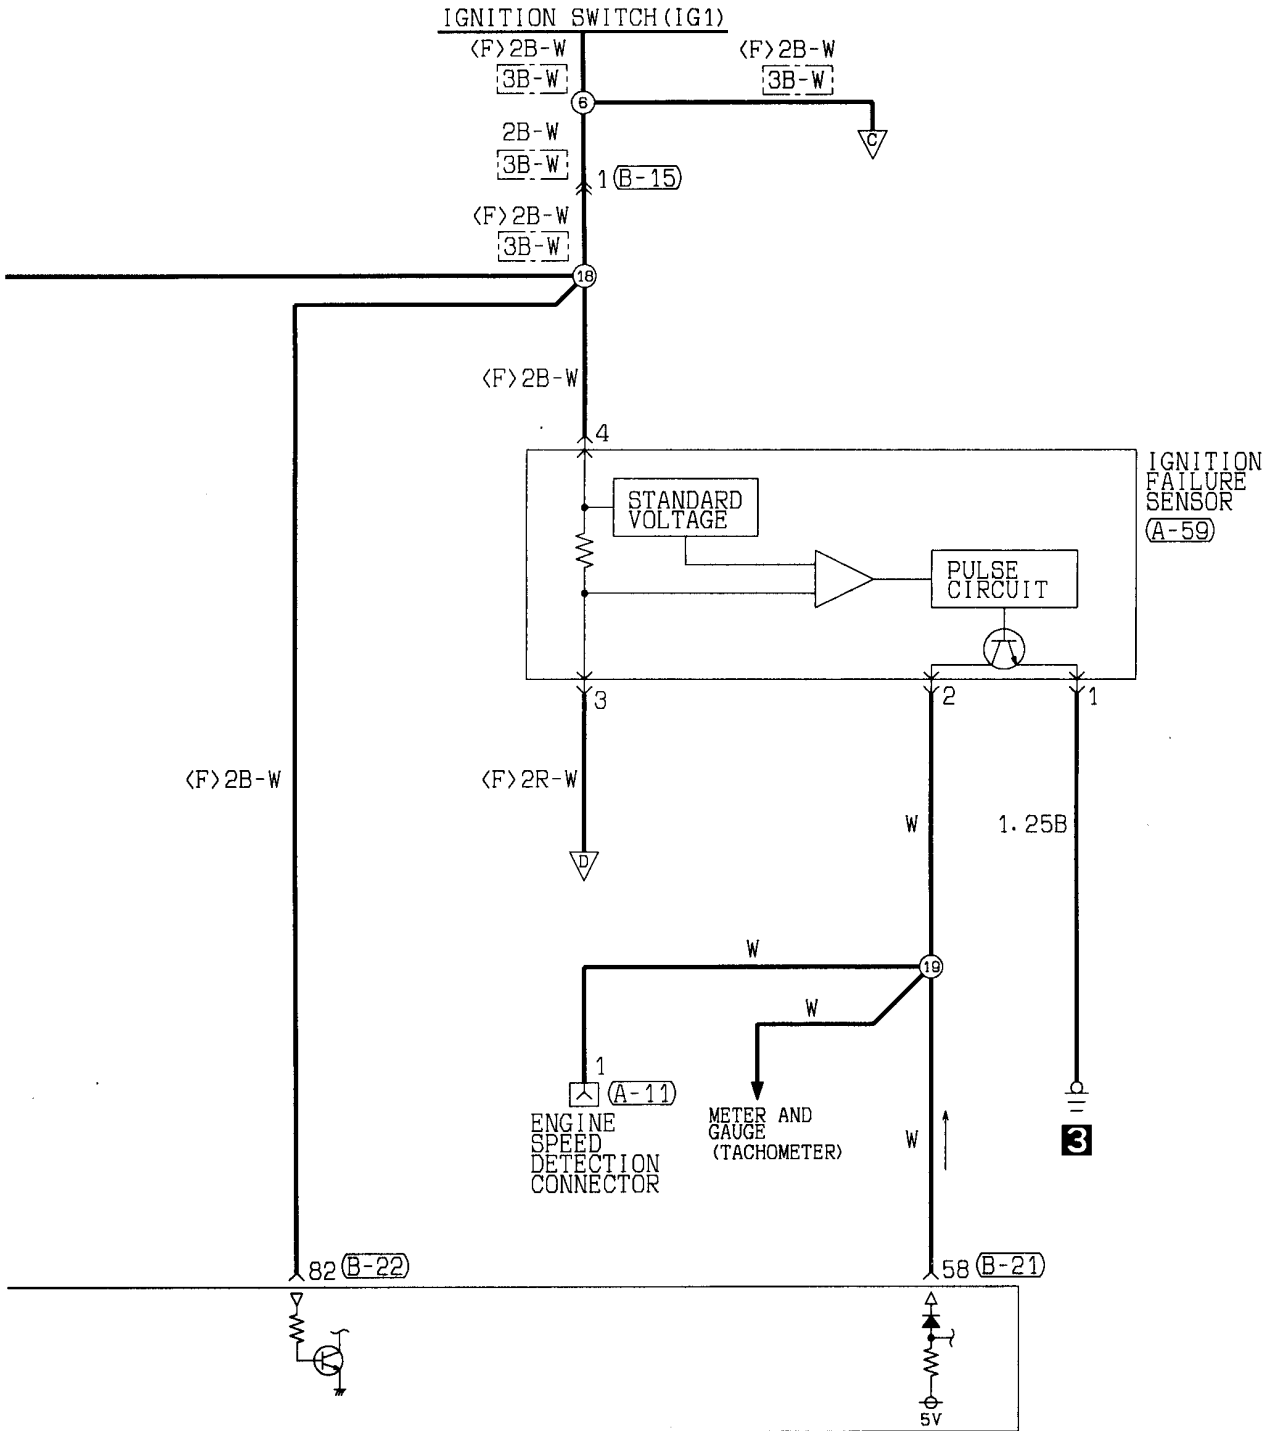 IGNITION SWITCH(IG1)
<F>2B-W
3B-W
<F>2B-W
3B-W
6
C
2B-W
3B-W
1 (B-15)
<F>2B-W
3B-W
18
<F>2B-W
4
IGNITION
FAILURE
SENSOR
A-59
STANDARD
VOLTAGE
PULSE
CIRCUIT
3
2
1
<F>2B-W
<F>2R-W
W
1.25B
D
W
19
W
1
A-11
ENGINE
SPEED
DETECTION
CONNECTOR
METER AND
GAUGE
(TACHOMETER)
W
3
82 B-22
58 B-21
5V